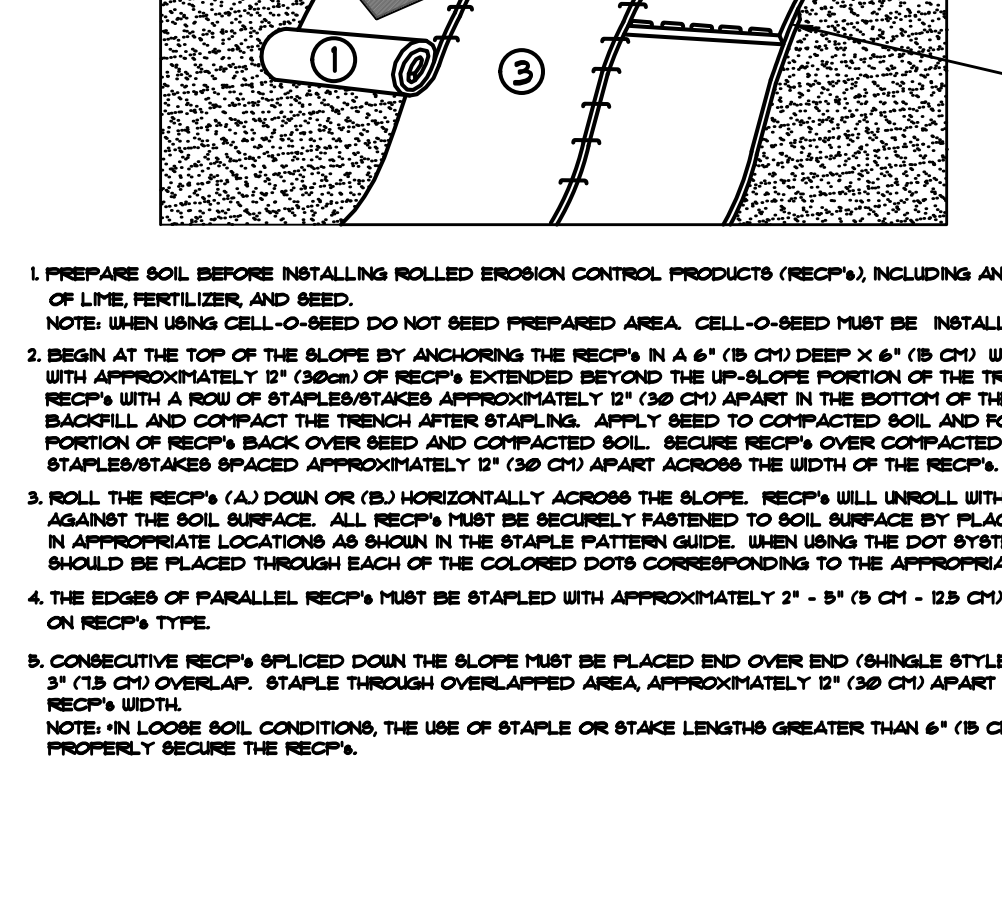 1
3
1. PREPARE SOIL BEFORE INSTALLING ROLLED EROSION CONTROL PRODUCTS (RECP's), INCLUDING AN
OF LIME, FERTILIZER, AND SEED.
NOTE: WHEN USING CELL-O-SEED DO NOT SEED PREPARED AREA. CELL-O-SEED MUST BE INSTALL
2. BEGIN AT THE TOP OF THE SLOPE BY ANCHORING THE RECP's IN A 6" (15 CM) DEEP X 6" (15 CM) W
WITH APPROXIMATELY 12" (30cm) OF RECP's EXTENDED BEYOND THE UP-SLOPE PORTION OF THE TR
RECP's WITH A ROW OF STAPLES/STAKES APPROXIMATELY 12" (30 CM) APART IN THE BOTTOM OF THE
BACKFILL AND COMPACT THE TRENCH AFTER STAPLING. APPLY SEED TO COMPACTED SOIL AND FO
PORTION OF RECP's BACK OVER SEED AND COMPACTED SOIL. SECURE RECP's OVER COMPACTED
STAPLES/STAKES SPACED APPROXIMATELY 12" (30 CM) APART ACROSS THE WIDTH OF THE RECP's.
3. ROLL THE RECP's (A.) DOWN OR (B.) HORIZONTALLY ACROSS THE SLOPE. RECP's WILL UNROLL WITH
AGAINST THE SOIL SURFACE. ALL RECP's MUST BE SECURELY FASTENED TO SOIL SURFACE BY PLAC
IN APPROPRIATE LOCATIONS AS SHOWN IN THE STAPLE PATTERN GUIDE. WHEN USING THE DOT SYSTE
SHOULD BE PLACED THROUGH EACH OF THE COLORED DOTS CORRESPONDING TO THE APPROPRIA
4. THE EDGES OF PARALLEL RECP's MUST BE STAPLED WITH APPROXIMATELY 2" - 5" (5 CM - 12.5 CM)
ON RECP's TYPE.
5. CONSECUTIVE RECP's SPLICED DOWN THE SLOPE MUST BE PLACED END OVER END (SHINGLE STYLE
3" (7.5 CM) OVERLAP. STAPLE THROUGH OVERLAPPED AREA, APPROXIMATELY 12" (30 CM) APART
RECP's WIDTH.
NOTE: *IN LOOSE SOIL CONDITIONS, THE USE OF STAPLE OR STAKE LENGTHS GREATER THAN 6" (15 C
PROPERLY SECURE THE RECP's.